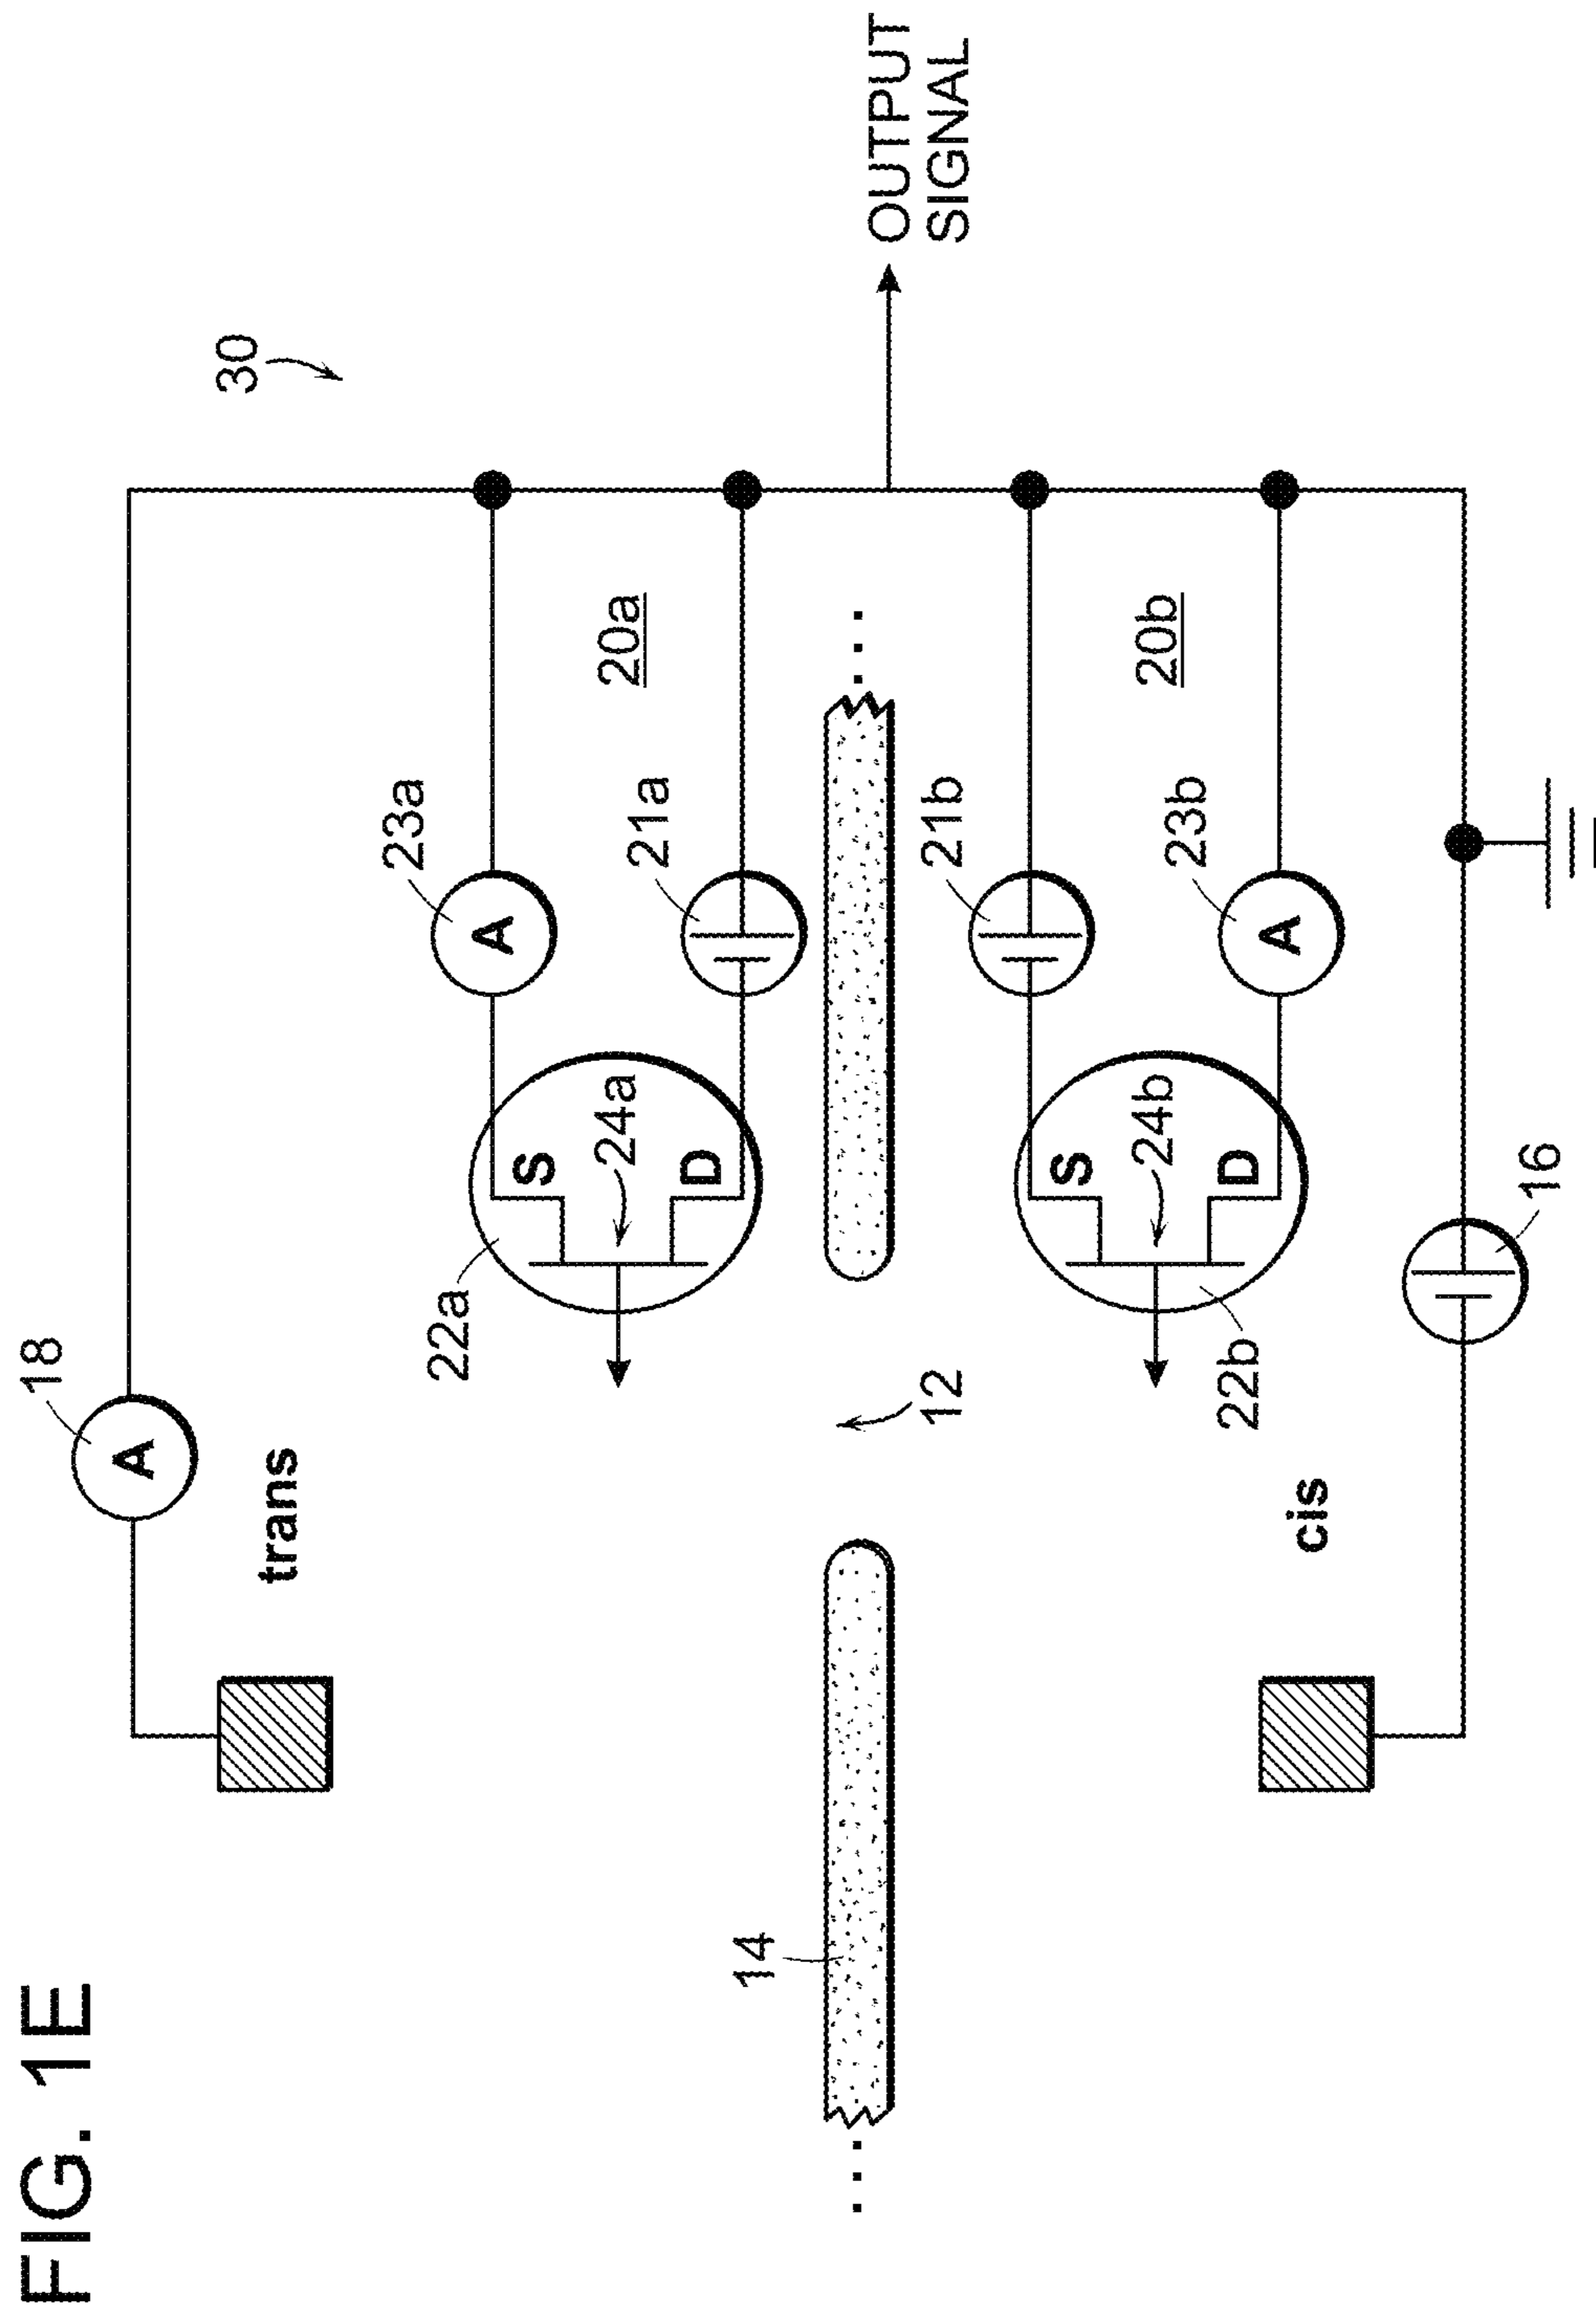 FIG. 1E
18
A
trans
30
23a
A
22a
S
24a
D
20a
21a
14
12
OUTPUT
SIGNAL
21b
20b
S
24b
D
22b
23b
A
cis
16